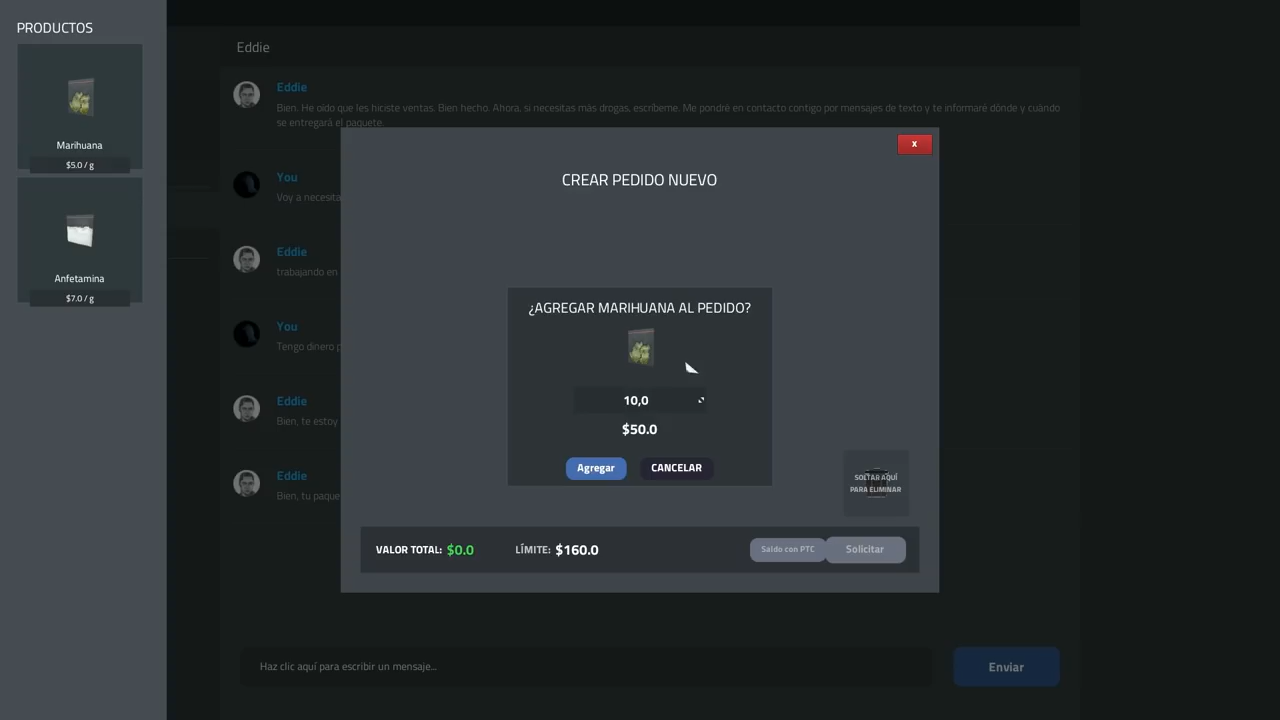 PRODUCTOS
Marihuana
$5.0 / g
Anfetamina
$7.0 / g
Eddie
Eddie
Bien. He oído que les hiciste ventas. Bien hecho. Ahora, si necesitas más drogas, escríbeme. Me pondré en contacto contigo por mensajes de texto y te informaré dónde y cuándo
se entregará el paquete.
You
Voy a necesita
Eddie
trabajando en
You
Tengo dinero p
Eddie
Bien, te estoy
Eddie
Bien, tu paque
x
CREAR PEDIDO NUEVO
¿AGREGAR MARIHUANA AL PEDIDO?
10,0
$50.0
Agregar
CANCELAR
SOLTAR AQUÍ
PARA ELIMINAR
VALOR TOTAL: $0.0
LÍMITE: $160.0
Saldo con PTC
Solicitar
Haz clic aquí para escribir un mensaje...
Enviar